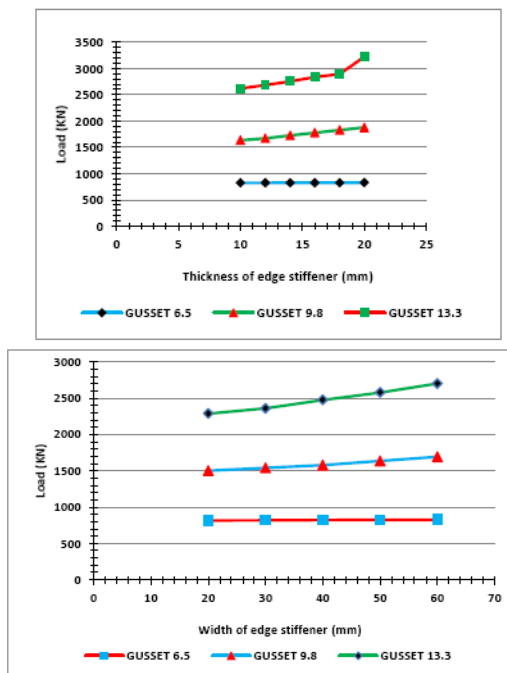 3500
3000
2500
2000
1500
1000
500
0
Load (KN)
0 5 10 15 20 25
Thickness of edge stiffener (mm)
GUSSET 6.5 GUSSET 9.8 GUSSET 13.3
3000
2500
2000
1500
1000
500
0
Load (KN)
0 10 20 30 40 50 60 70
Width of edge stiffener (mm)
GUSSET 6.5 GUSSET 9.8 GUSSET 13.3